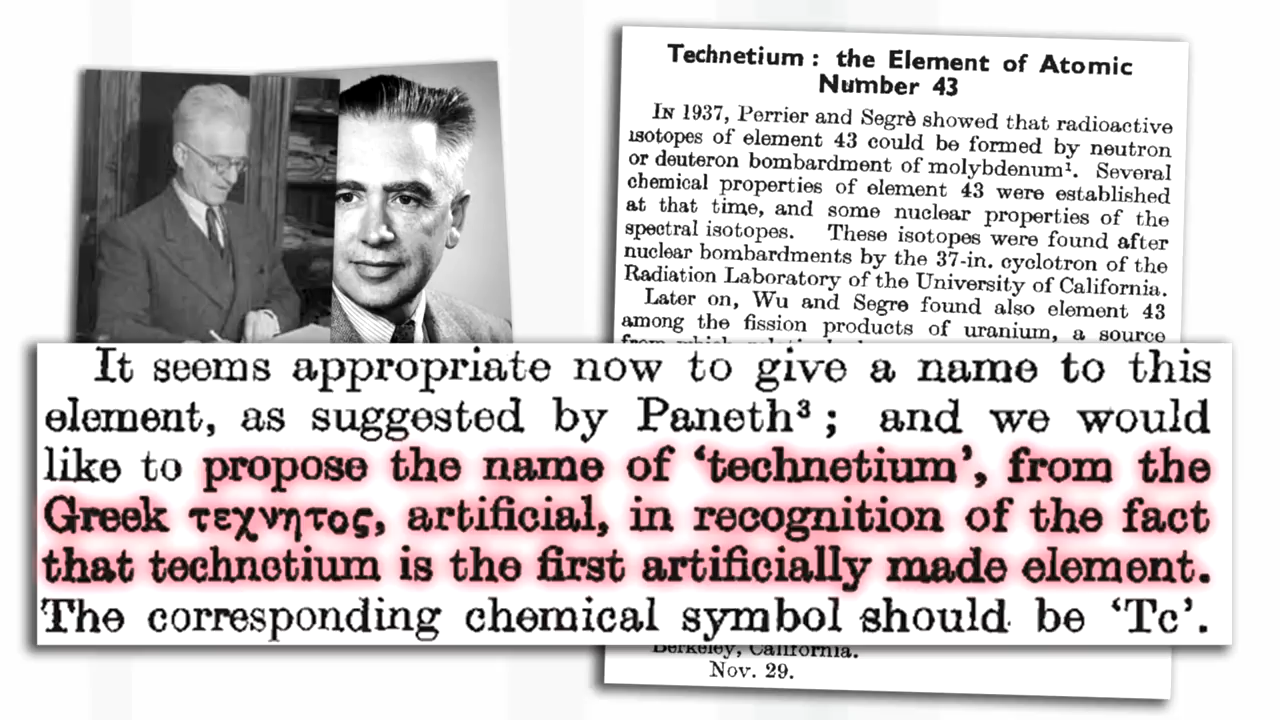 Technetium : the Element of Atomic
Number 43
IN 1937, Perrier and Segrè showed that radioactive
isotopes of element 43 could be formed by neutron
or deuteron bombardment of molybdenum¹. Several
chemical properties of element 43 were established
at that time, and some nuclear properties of the
spectral isotopes. These isotopes were found after
nuclear bombardments by the 37-in. cyclotron of the
Radiation Laboratory of the University of California.
Later on, Wu and Segre found also element 43
among the fission products of uranium, a source
It seems appropriate now to give a name to this
element, as suggested by Paneth³ ; and we would
like to propose the name of ‘technetium’, from the
Greek τεχνητος, artificial, in recognition of the fact
that technetium is the first artificially made element.
The corresponding chemical symbol should be ‘Tc’.
Berkeley, California.
Nov. 29.